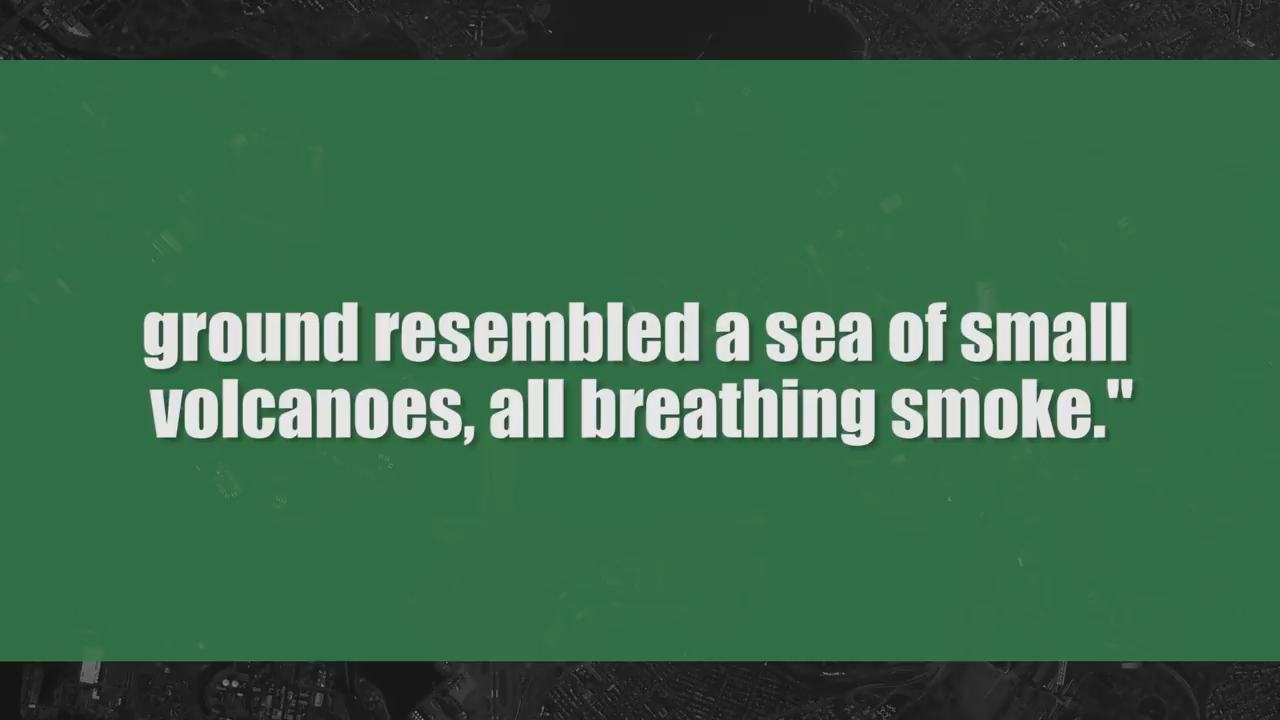 ground resembled a sea of small
volcanoes, all breathing smoke."